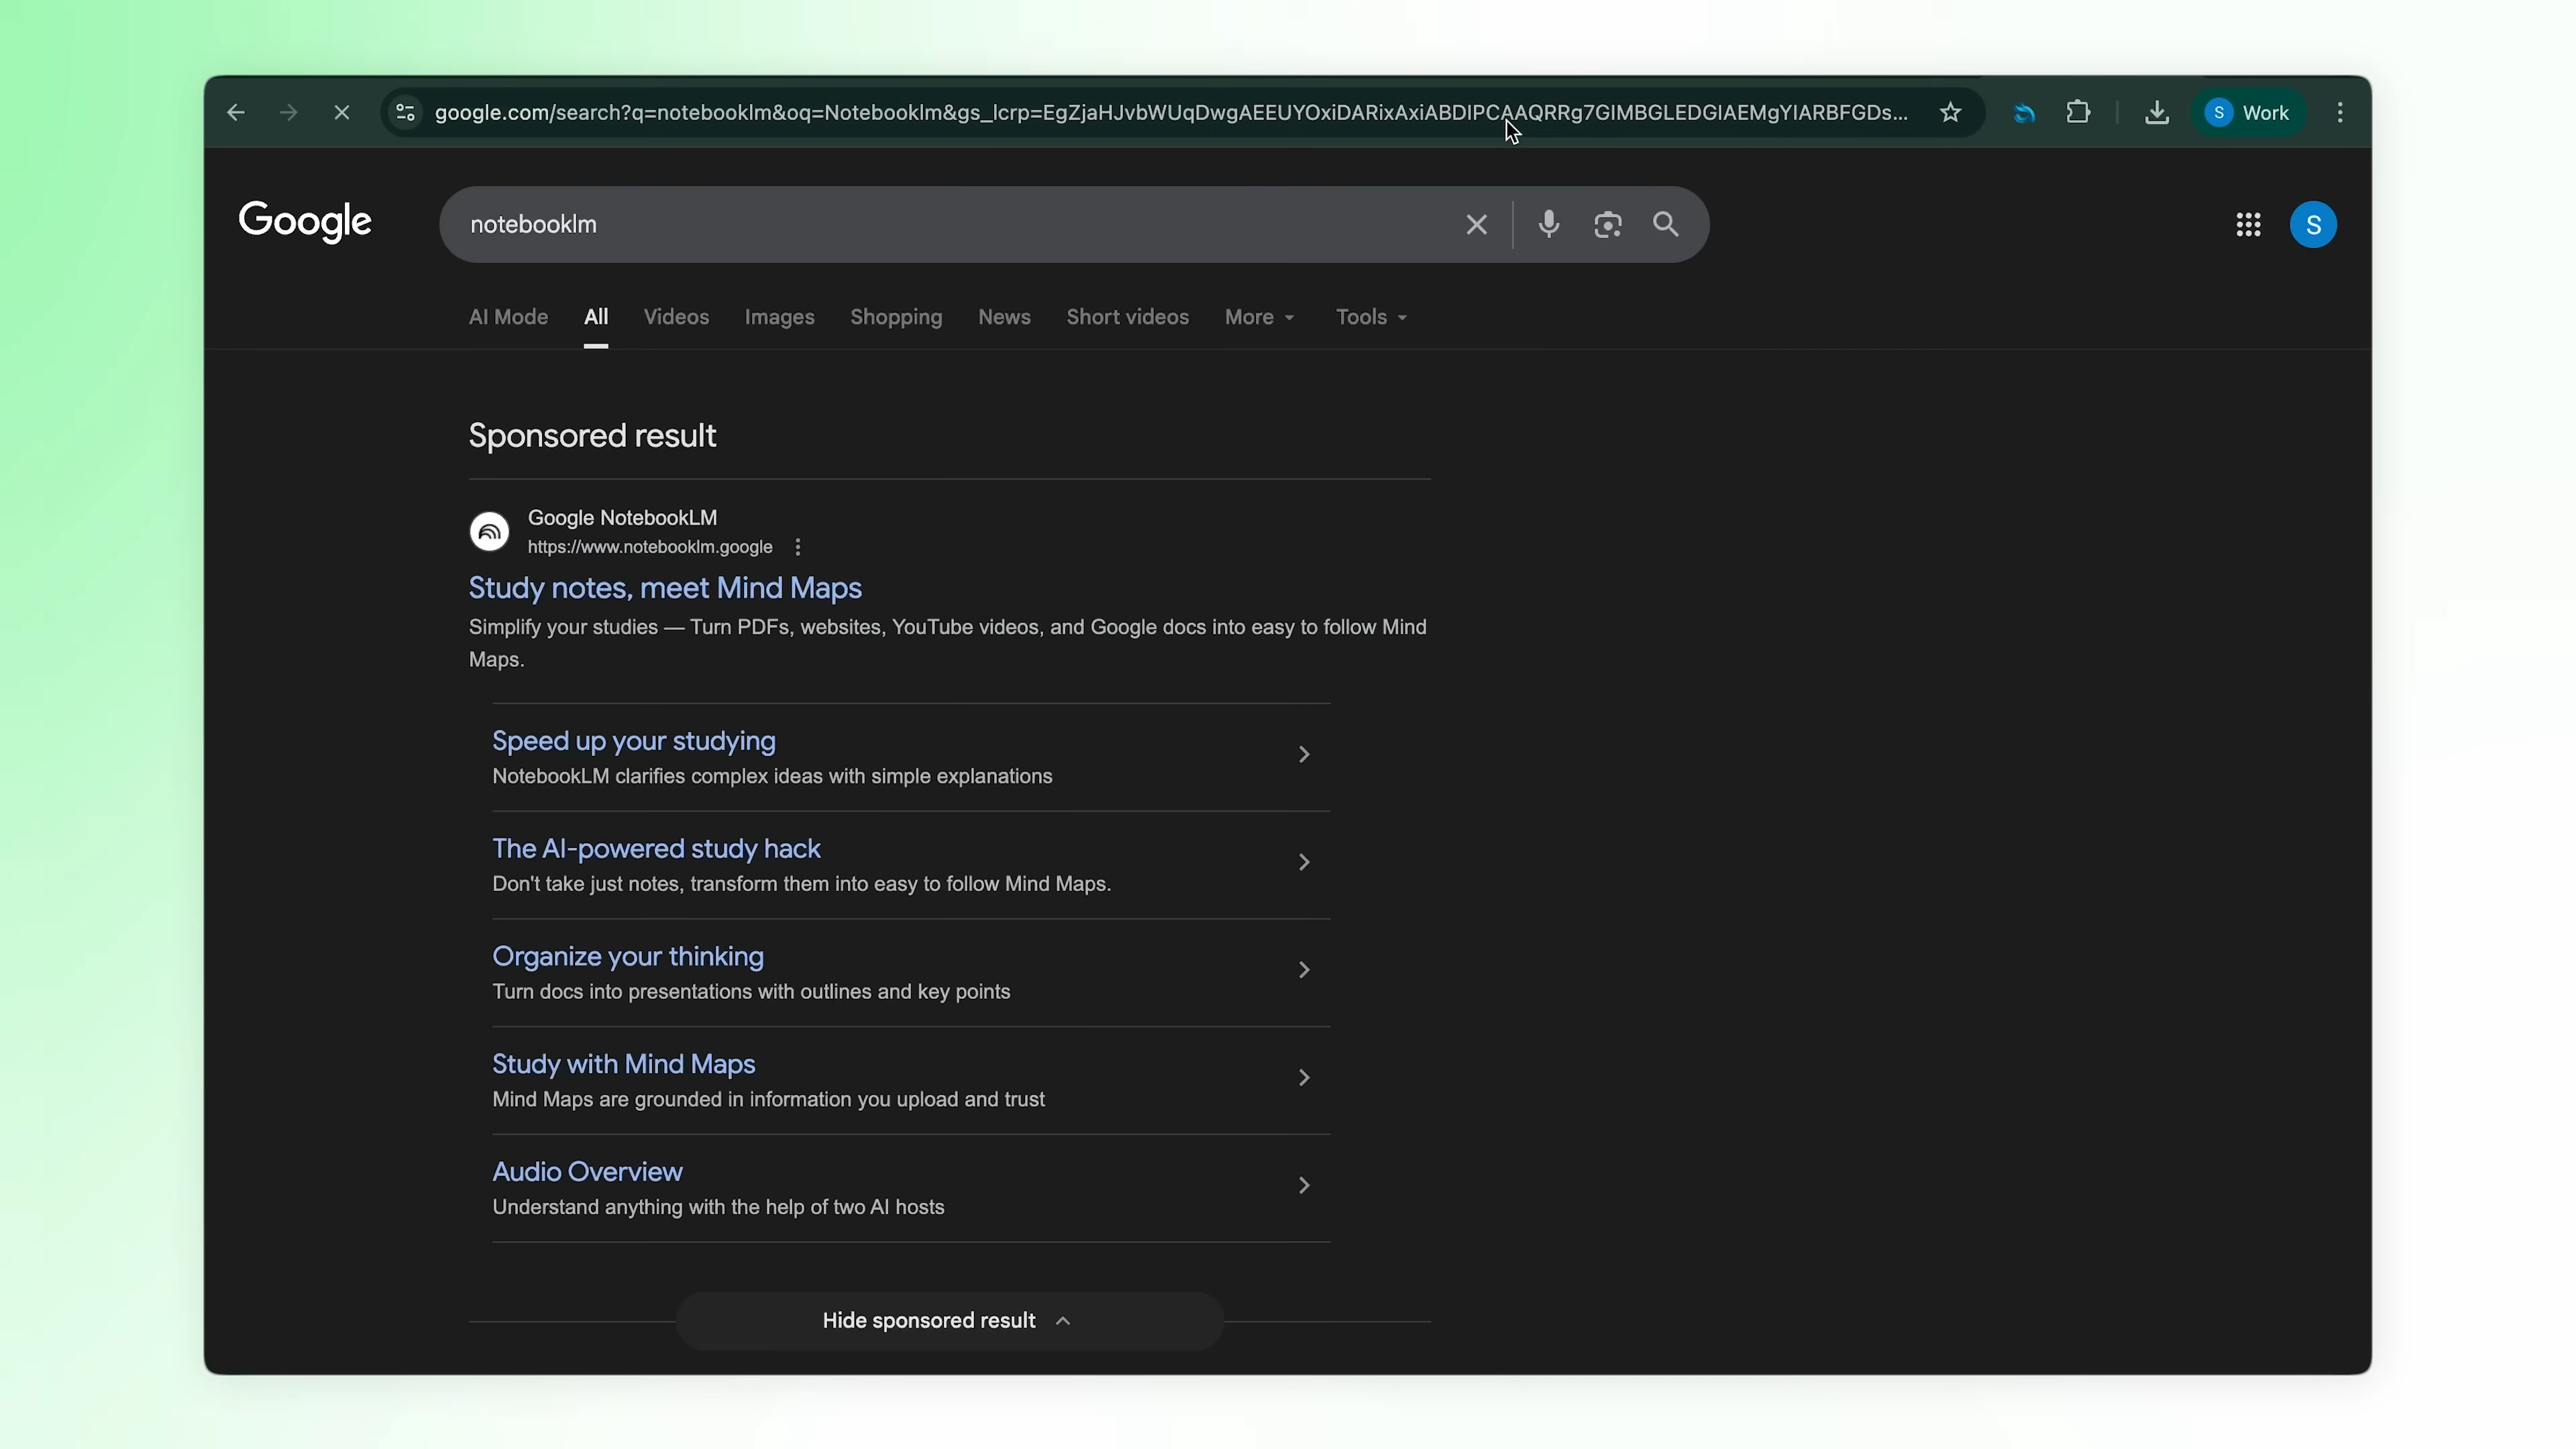 google.com/search?q=notebooklm&oq=Notebooklm&gs_lcrp=EgZjaHJvbWUqDwgAEEUYOxiDARixAxiABDIPCAAQRRg7GIMBGLEDGIAEMgYIARBFGDs...
S
Work
Google
notebooklm
S
AI Mode
All
Videos
Images
Shopping
News
Short videos
More
Tools
Sponsored result
Google NotebookLM
https://www.notebooklm.google
Study notes, meet Mind Maps
Simplify your studies — Turn PDFs, websites, YouTube videos, and Google docs into easy to follow Mind
Maps.
Speed up your studying
NotebookLM clarifies complex ideas with simple explanations
The AI-powered study hack
Don't take just notes, transform them into easy to follow Mind Maps.
Organize your thinking
Turn docs into presentations with outlines and key points
Study with Mind Maps
Mind Maps are grounded in information you upload and trust
Audio Overview
Understand anything with the help of two AI hosts
Hide sponsored result